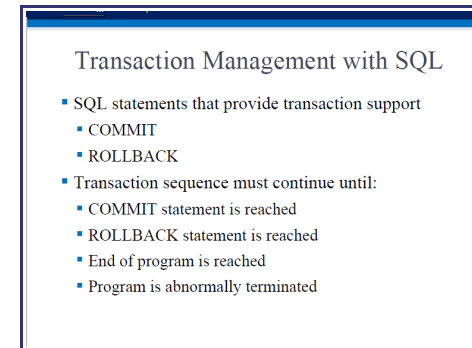 Transaction Management with SQL
▪ SQL statements that provide transaction support
▪ COMMIT
▪ ROLLBACK
▪ Transaction sequence must continue until:
▪ COMMIT statement is reached
▪ ROLLBACK statement is reached
▪ End of program is reached
▪ Program is abnormally terminated